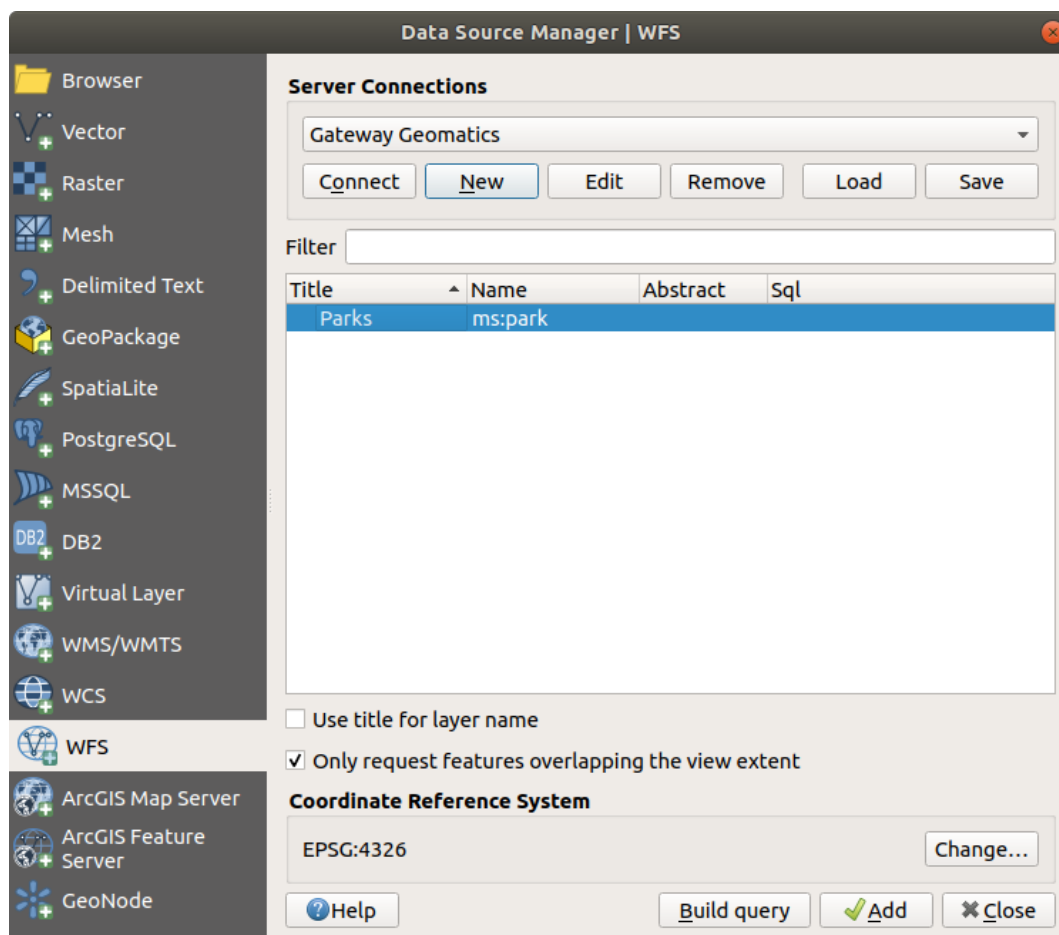 Data Source Manager | WFS
Browser
Vector
Raster
Mesh
Delimited Text
GeoPackage
SpatiaLite
PostgreSQL
MSSQL
DB2 DB2
Virtual Layer
WMS/WMTS
WCS
WFS
ArcGIS Map Server
ArcGIS Feature
Server
GeoNode
Server Connections
Gateway Geomatics
Connect New Edit Remove Load Save
Filter
Title Name Abstract Sql
Parks ms:park
Use title for layer name
Only request features overlapping the view extent
Coordinate Reference System
EPSG:4326 Change...
Help Build query Add Close